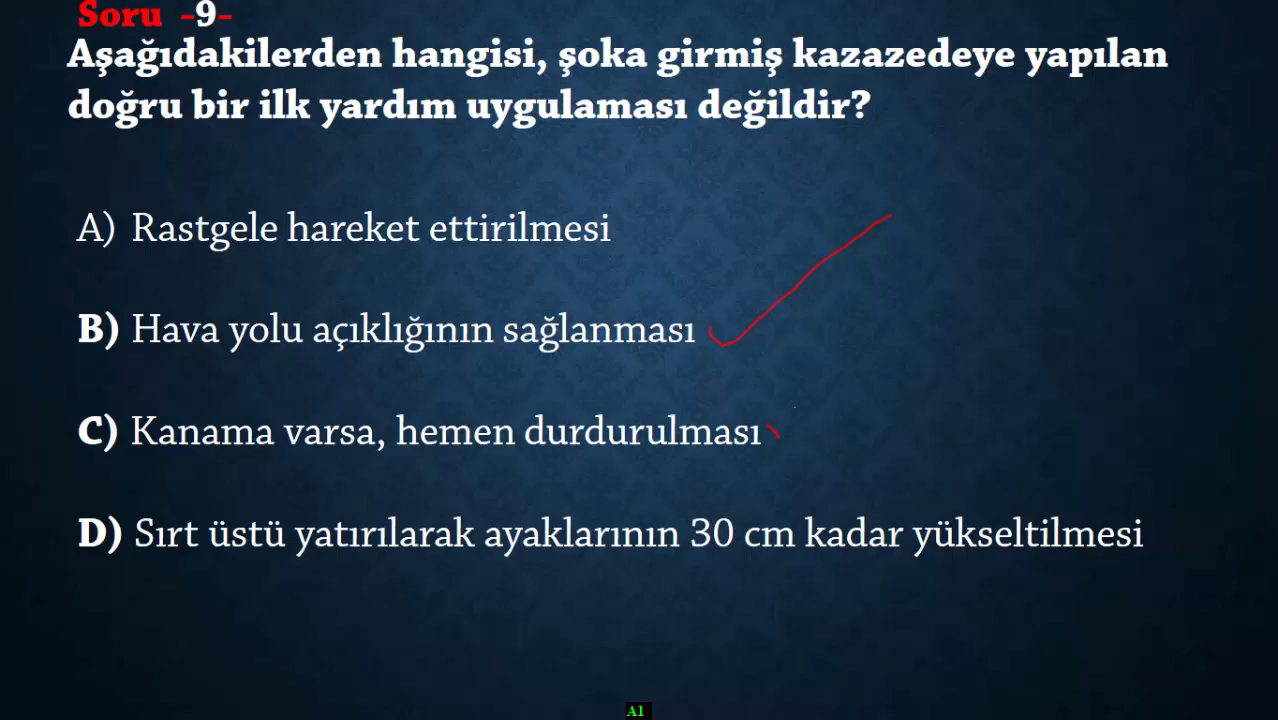 Soru -9-
Aşağıdakilerden hangisi, şoka girmiş kazazedeye yapılan
doğru bir ilk yardım uygulaması değildir?
A) Rastgele hareket ettirilmesi
B) Hava yolu açıklığının sağlanması
C) Kanama varsa, hemen durdurulması
D) Sırt üstü yatırılarak ayaklarının 30 cm kadar yükseltilmesi
A1